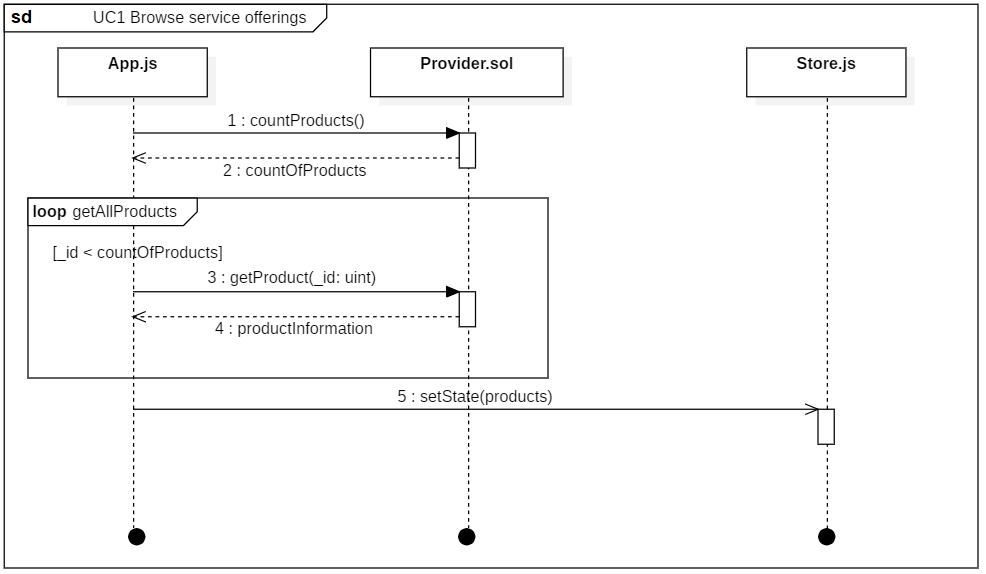 sd UC1 Browse service offerings
App.js
Provider.sol
Store.js
1 : countProducts()
2 : countOfProducts
loop getAllProducts
[_id < countOfProducts]
3 : getProduct(_id: uint)
4 : productInformation
5 : setState(products)